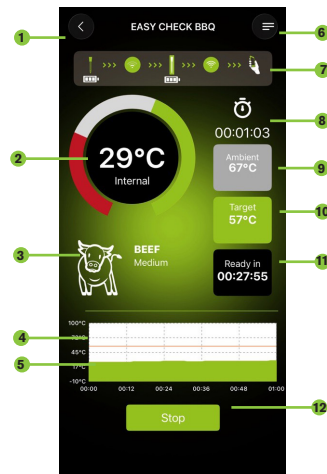 EASY CHECK BBQ
1
6
>>> >>> >>> >>>
7
8
00:01:03
2
29°C
Internal
Ambient
67°C
9
Target
57°C
10
3
BEEF
Medium
Ready in
00:27:55
11
100°C
4
72°C
45°C
5
17°C
-10°C
00:00 00:12 00:24 00:36 00:48 01:00
Stop
12